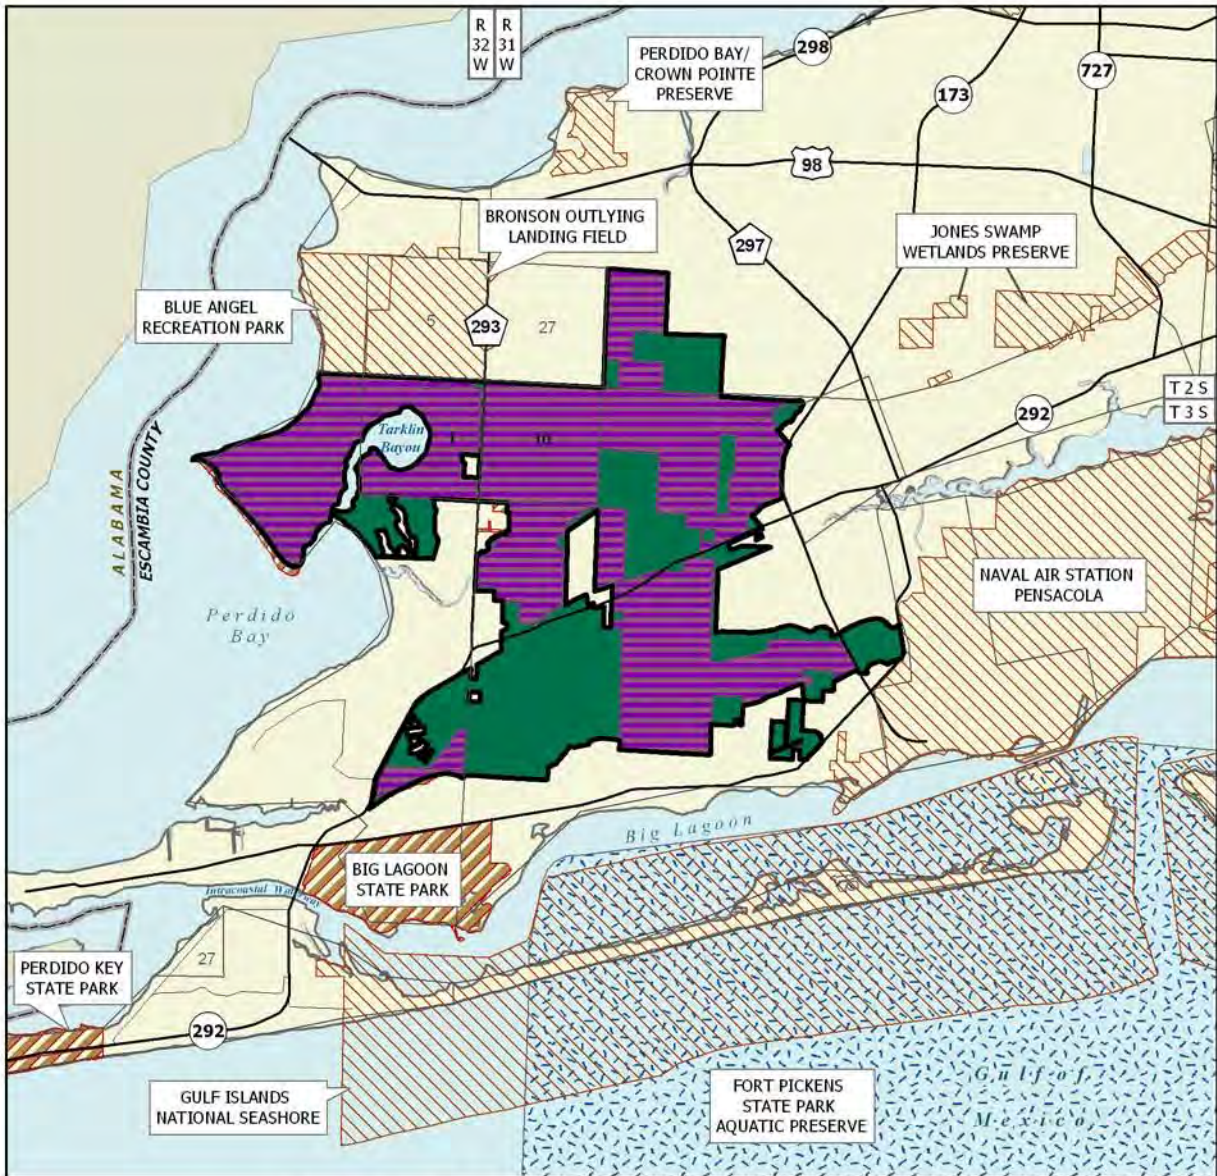 R R
32 31
W W
298
PERDIDO BAY/
CROWN POINTE
PRESERVE
727
173
98
BRONSON OUTLYING
LANDING FIELD
297
JONES SWAMP
WETLANDS PRESERVE
BLUE ANGEL
RECREATION PARK
5
293
27
T 2 S
T 3 S
292
Tarklin
Bayou
1
10
ALABAMA
ESCAMBIA COUNTY
NAVAL AIR STATION
PENSACOLA
Perdido
Bay
Big Lagoon
BIG LAGOON
STATE PARK
Intracoastal Waterway
27
PERDIDO KEY
STATE PARK
292
GULF ISLANDS
NATIONAL SEASHORE
FORT PICKENS
STATE PARK
AQUATIC PRESERVE
Gulf of
Mexico